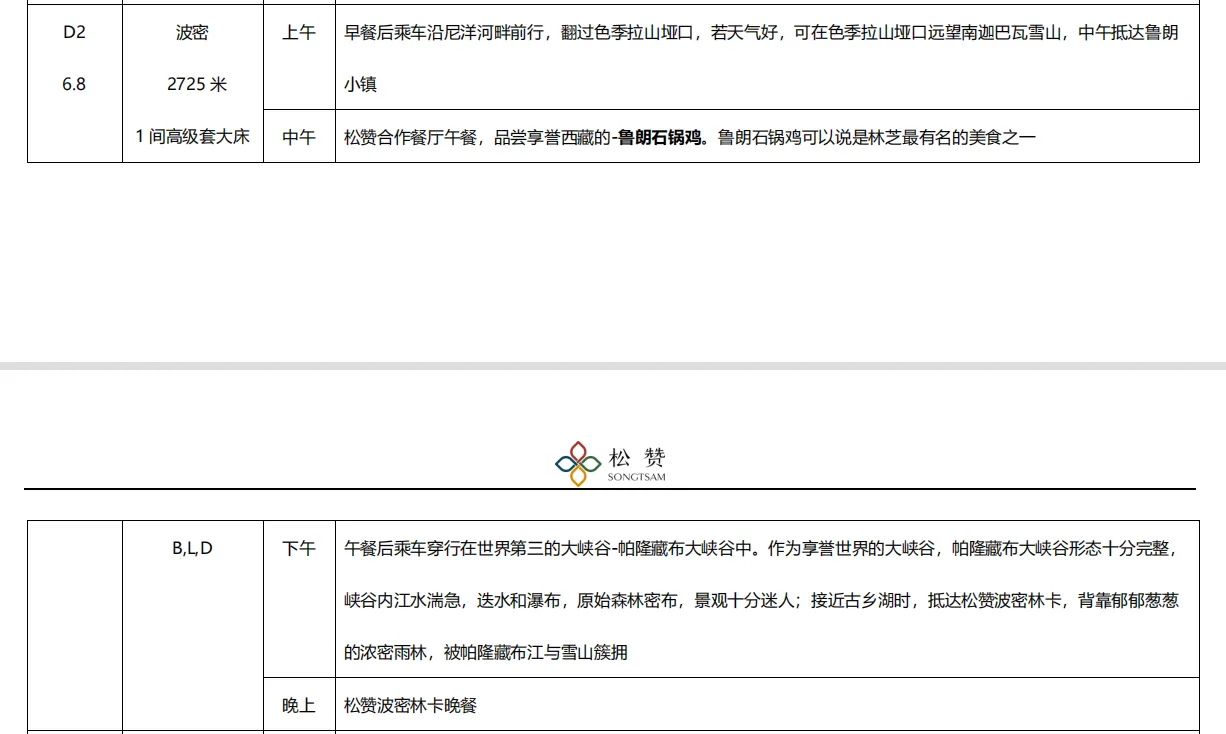 D2
6.8
波密
2725 米
1 间高级套大床
上午
早餐后乘车沿尼洋河畔前行，翻过色季拉山垭口，若天气好，可在色季拉山垭口远望南迦巴瓦雪山，中午抵达鲁朗
小镇
中午
松赞合作餐厅午餐，品尝享誉西藏的-鲁朗石锅鸡。鲁朗石锅鸡可以说是林芝最有名的美食之一
松 赞
SONGTSAM
B,L,D
下午
午餐后乘车穿行在世界第三的大峡谷-帕隆藏布大峡谷中。作为享誉世界的大峡谷，帕隆藏布大峡谷形态十分完整，
峡谷内江水湍急，迭水和瀑布，原始森林密布，景观十分迷人；接近古乡湖时，抵达松赞波密林卡，背靠郁郁葱葱
的浓密雨林，被帕隆藏布江与雪山簇拥
晚上
松赞波密林卡晚餐